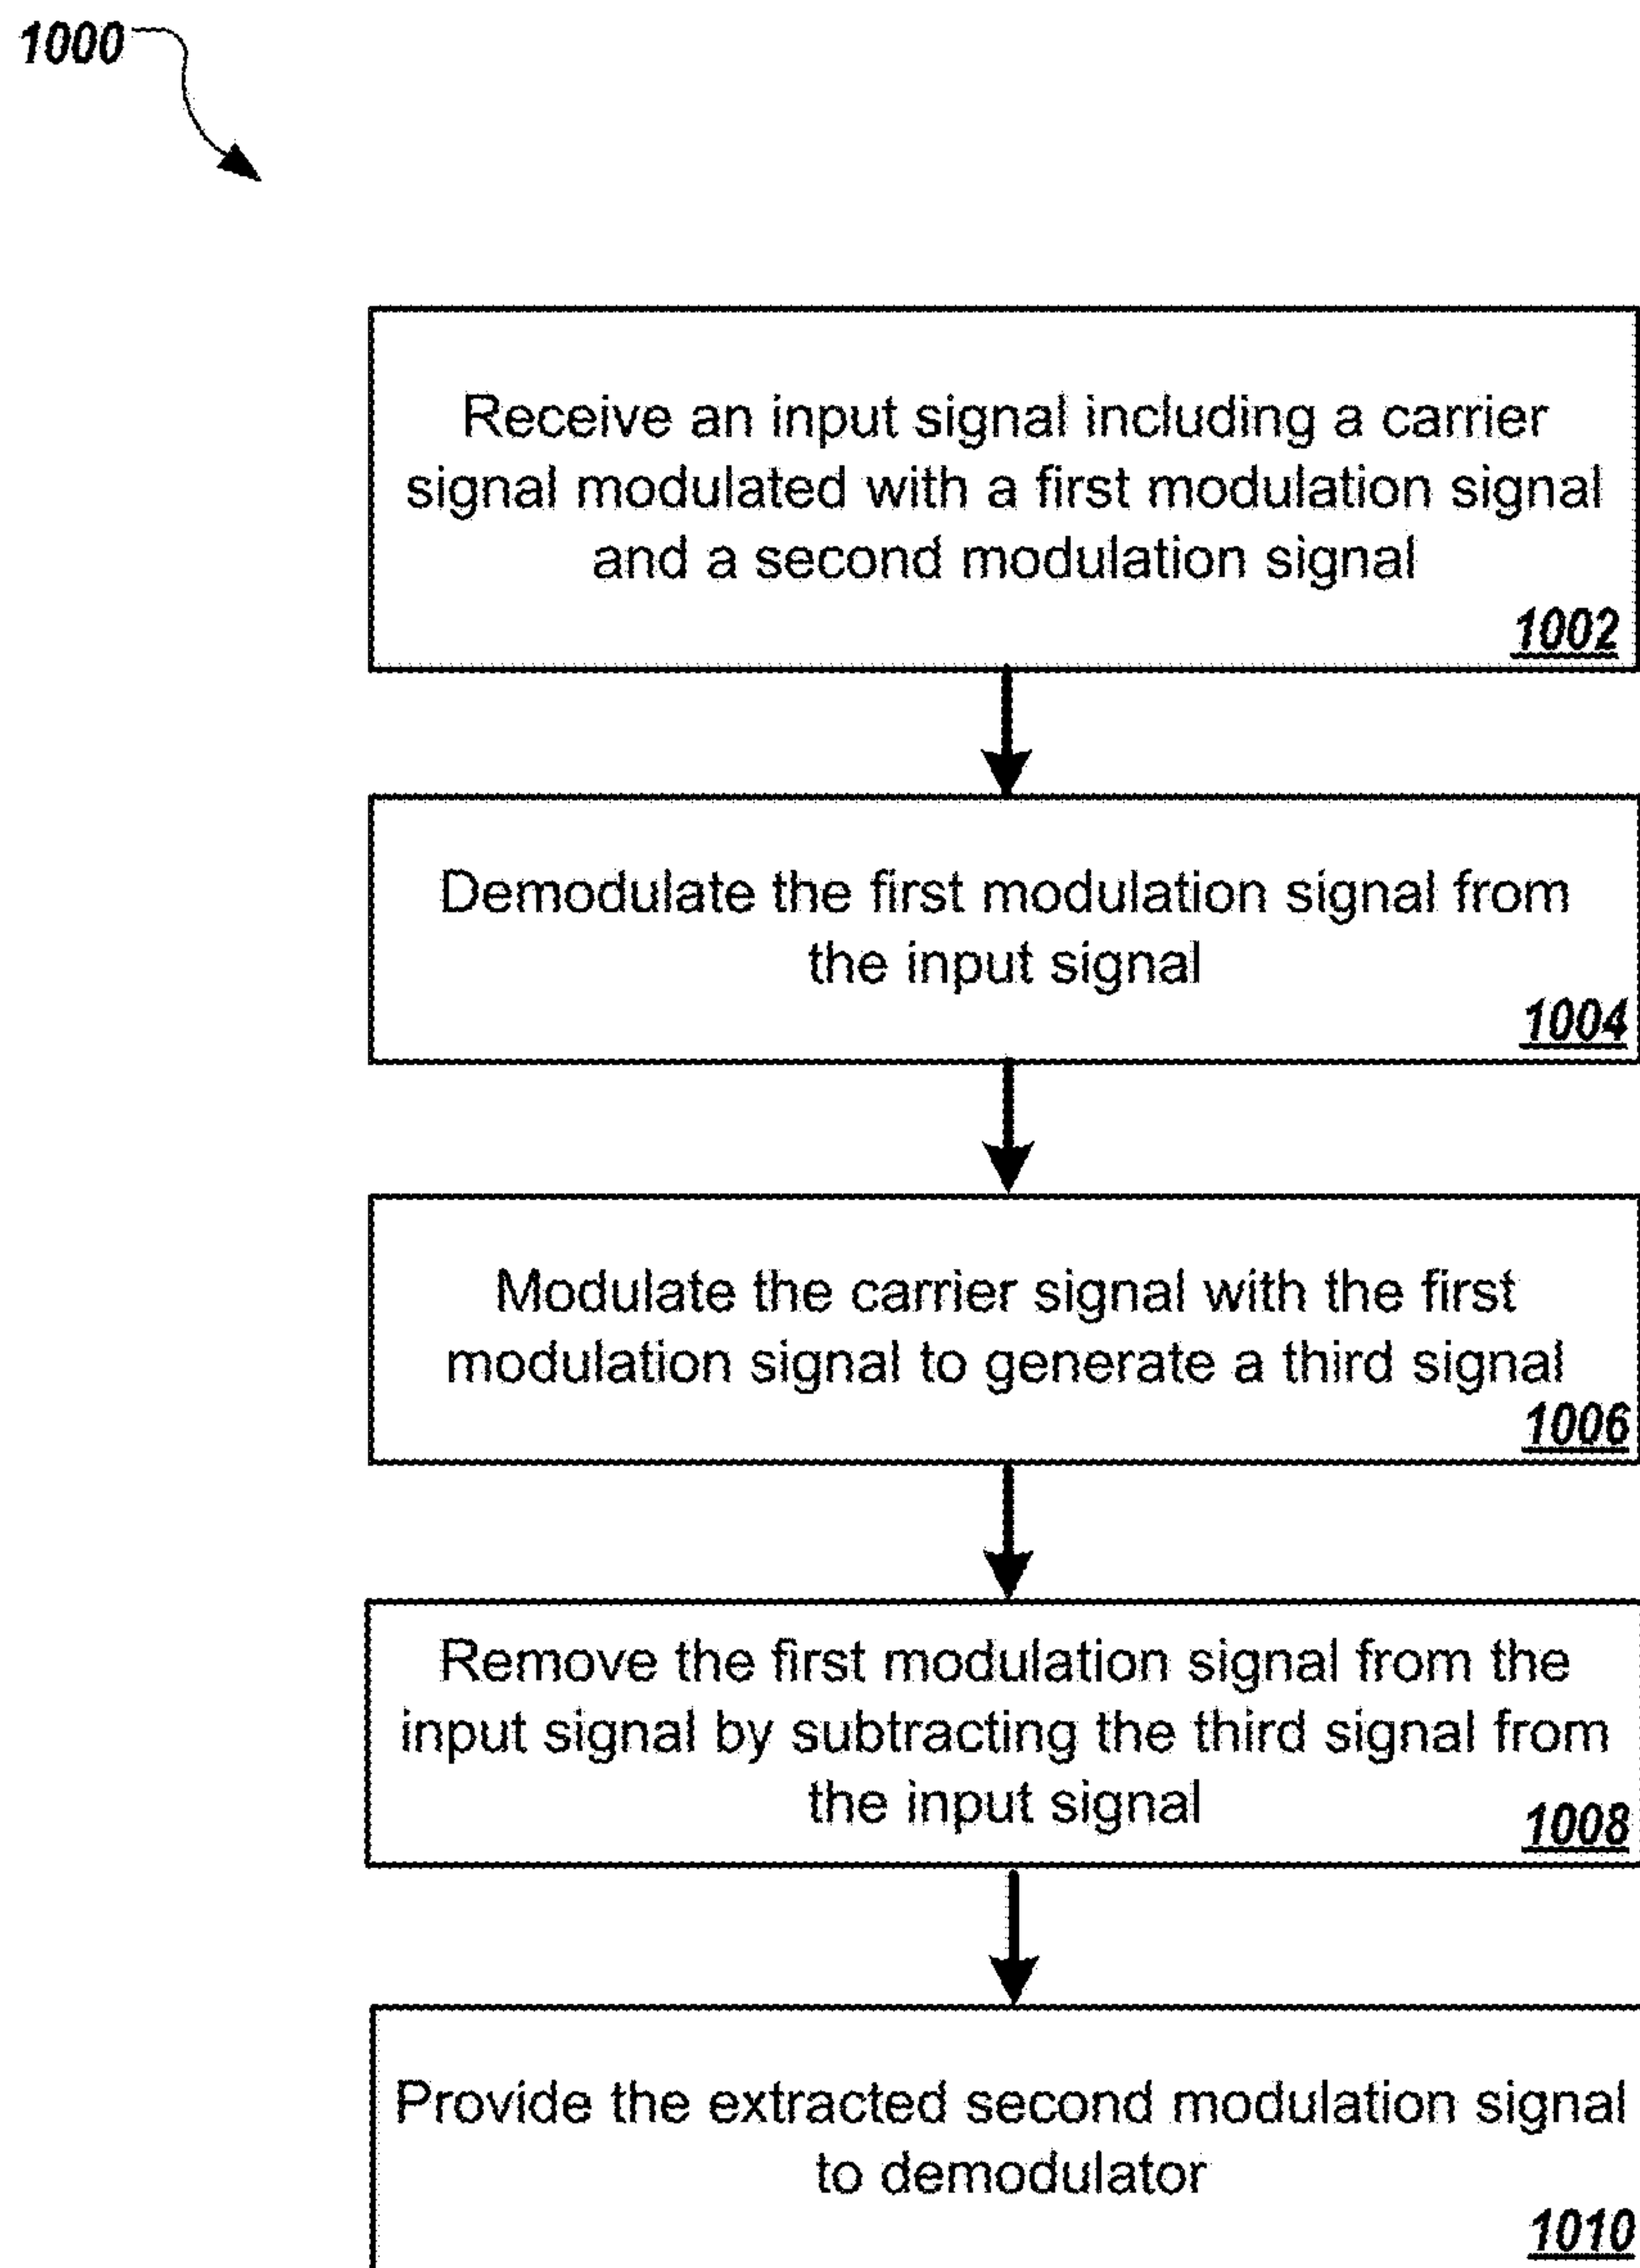 1000
Receive an input signal including a carrier
signal modulated with a first modulation signal
and a second modulation signal
1002
Demodulate the first modulation signal from
the input signal
1004
Modulate the carrier signal with the first
modulation signal to generate a third signal
1006
Remove the first modulation signal from the
input signal by subtracting the third signal from
the input signal
1008
Provide the extracted second modulation signal
to demodulator
1010